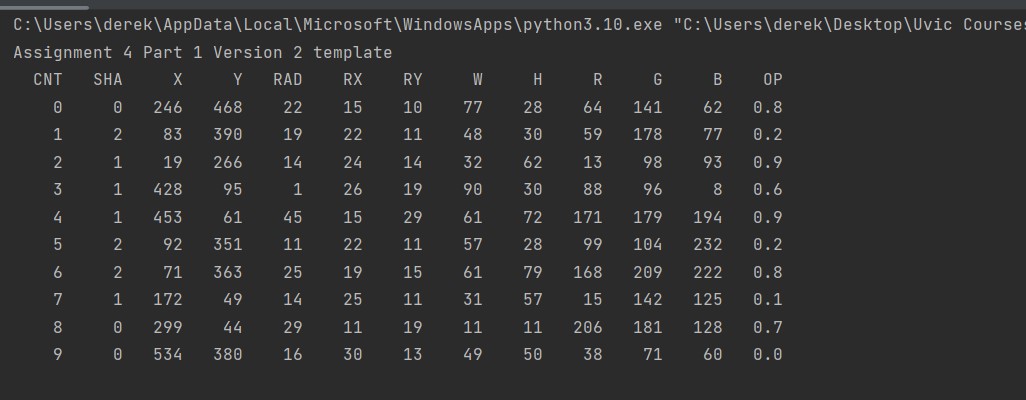 C:\Users\derek\AppData\Local\Microsoft\WindowsApps\python3.10.exe "C:\Users\derek\Desktop\Uvic Courses
Assignment 4 Part 1 Version 2 template
CNT SHA X Y RAD RX RY W H R G B OP
0 0 246 468 22 15 10 77 28 64 141 62 0.8
1 2 83 390 19 22 11 48 30 59 178 77 0.2
2 1 19 266 14 24 14 32 62 13 98 93 0.9
3 1 428 95 1 26 19 90 30 88 96 8 0.6
4 1 453 61 45 15 29 61 72 171 179 194 0.9
5 2 92 351 11 22 11 57 28 99 104 232 0.2
6 2 71 363 25 19 15 61 79 168 209 222 0.8
7 1 172 49 14 25 11 31 57 15 142 125 0.1
8 0 299 44 29 11 19 11 11 206 181 128 0.7
9 0 534 380 16 30 13 49 50 38 71 60 0.0